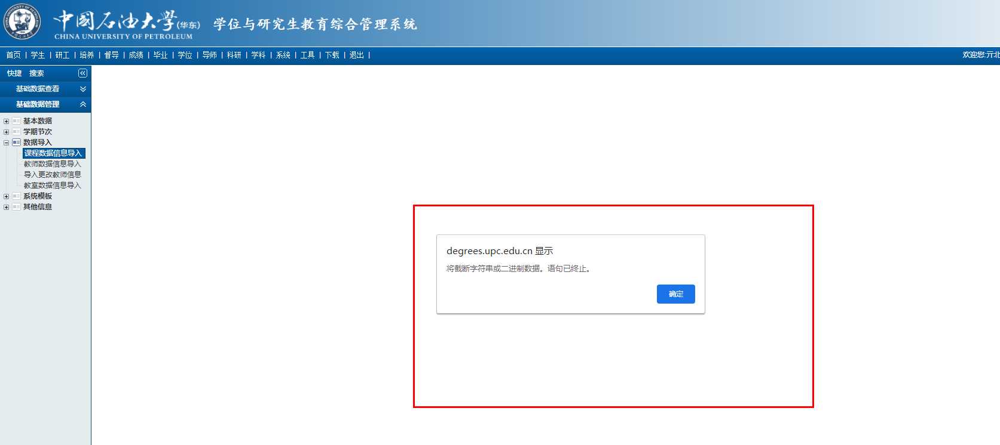 中國石油大學(华东) 学位与研究生教育综合管理系统
CHINA UNIVERSITY OF PETROLEUM
首页 | 学生 | 研工 | 培养 | 督导 | 成绩 | 毕业 | 学位 | 导师 | 科研 | 学科 | 系统 | 工具 | 下载 | 退出 |
欢迎您:亓北
快捷 搜索
基础数据查看
基础数据管理
基本数据
学期节次
数据导入
课程数据信息导入
教师数据信息导入
导入更改教师信息
教室数据信息导入
系统模板
其他信息
degrees.upc.edu.cn 显示
将截断字符串或二进制数据。语句已终止。
确定